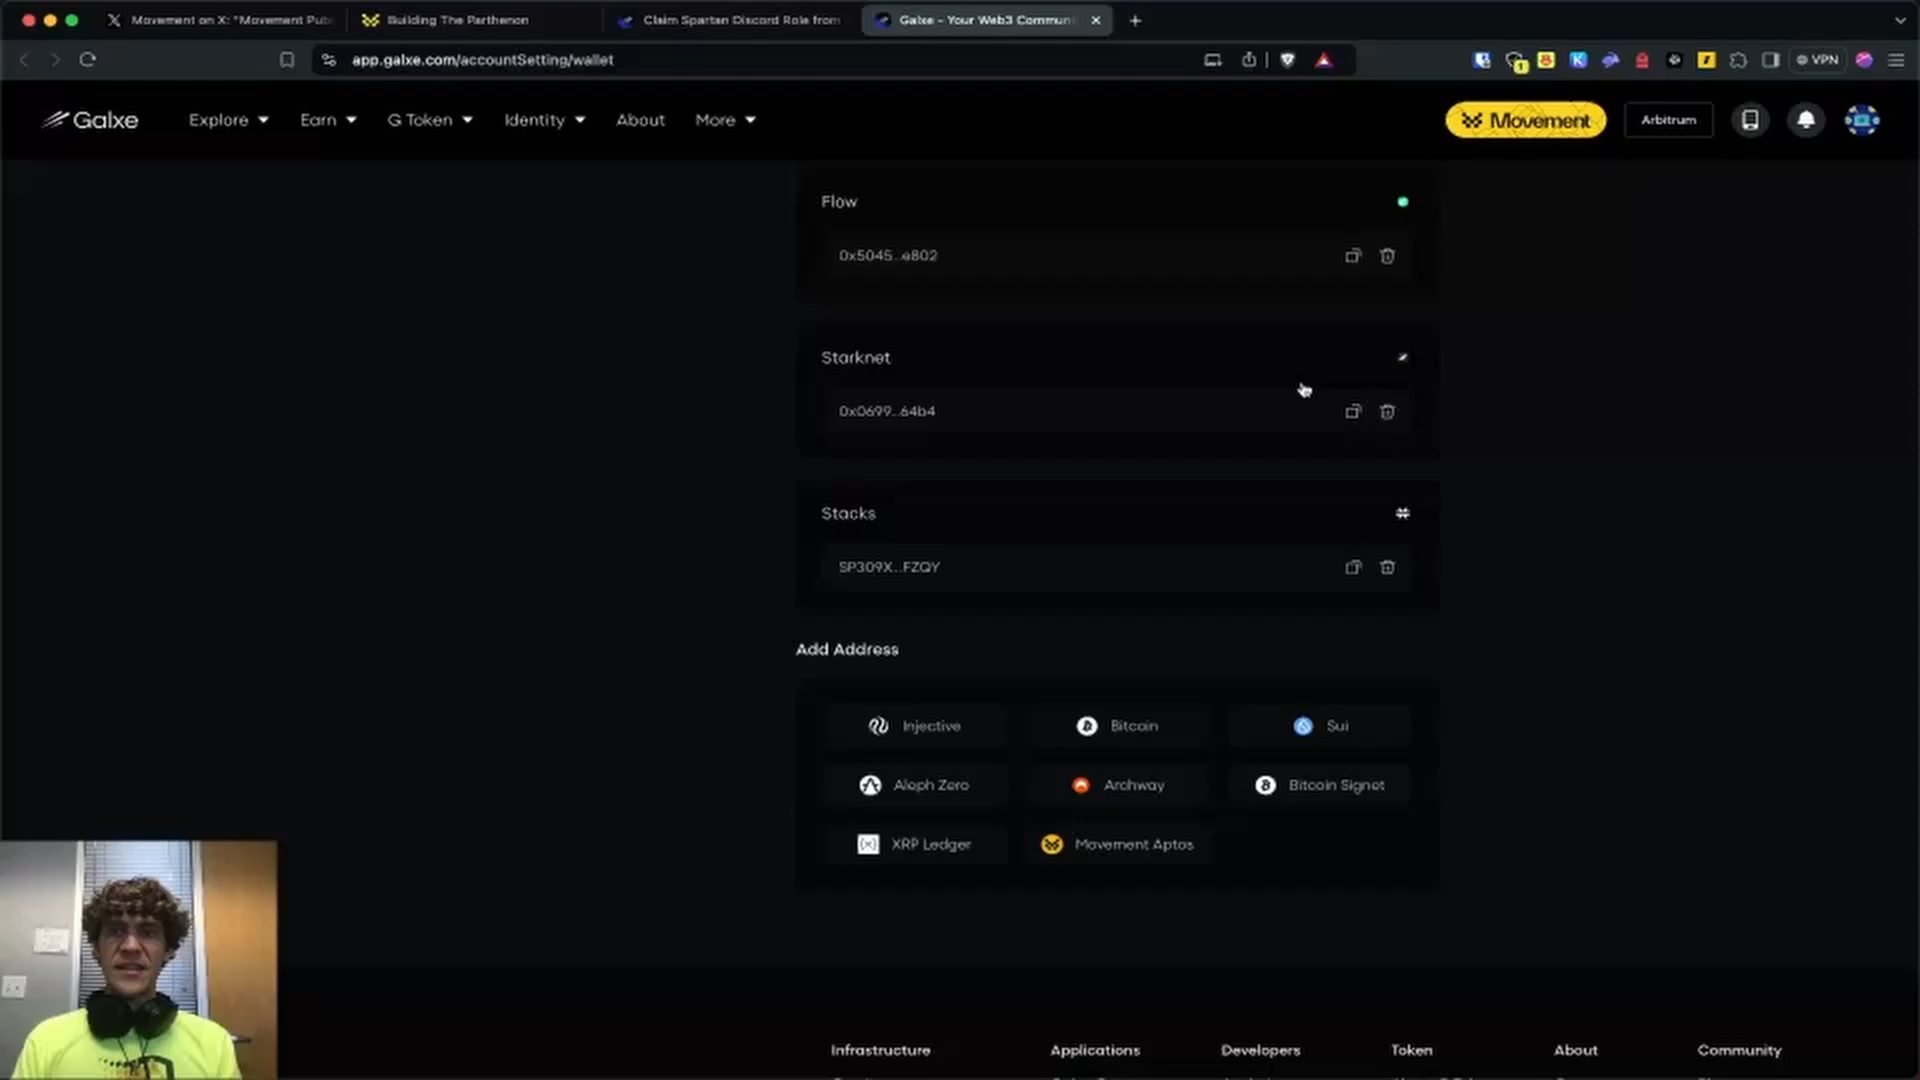 Movement on X: "Movement Pub
Building The Parthenon
Claim Spartan Discord Role from
Galxe - Your Web3 Communi
app.galxe.com/accountSetting/wallet
1
VPN
Galxe
Explore
Earn
G Token
Identity
About
More
Movement
Arbitrum
Flow
0x5045...e802
Starknet
0x0699...64b4
Stacks
SP309X...FZQY
Add Address
Injective
Bitcoin
Sui
Aleph Zero
Archway
Bitcoin Signet
XRP Ledger
Movement Aptos
Infrastructure
Applications
Developers
Token
About
Community